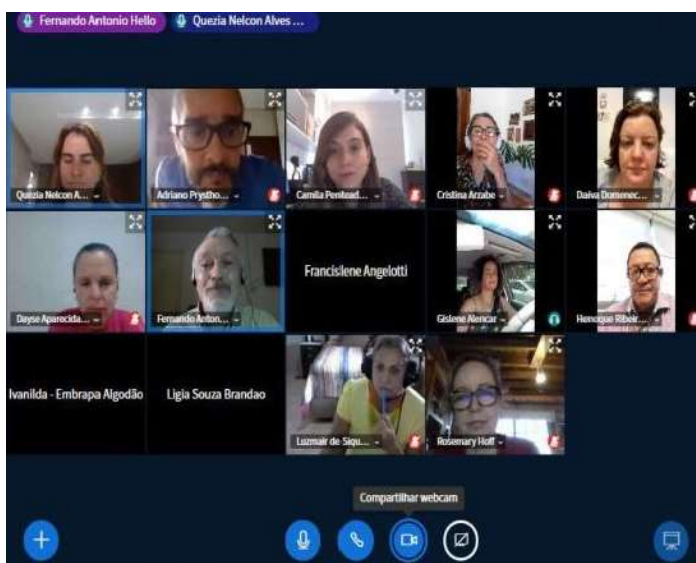 Fernando Antonio Hello
Quezia Nelcon Alves ...
Quezia Nelcon A...
Adriano Prystho...
Camila Pentead...
Cristina Arzabe
Daiva Domenec...
Dayse Aparecida...
Fernando Anton...
Francislene Angelotti
Gislene Alencar
Henoque Ribeir...
Ivanilda - Embrapa Algodão
Ligia Souza Brandao
Luzmair de Siqu...
Rosemary Hoff
Compartilhar webcam